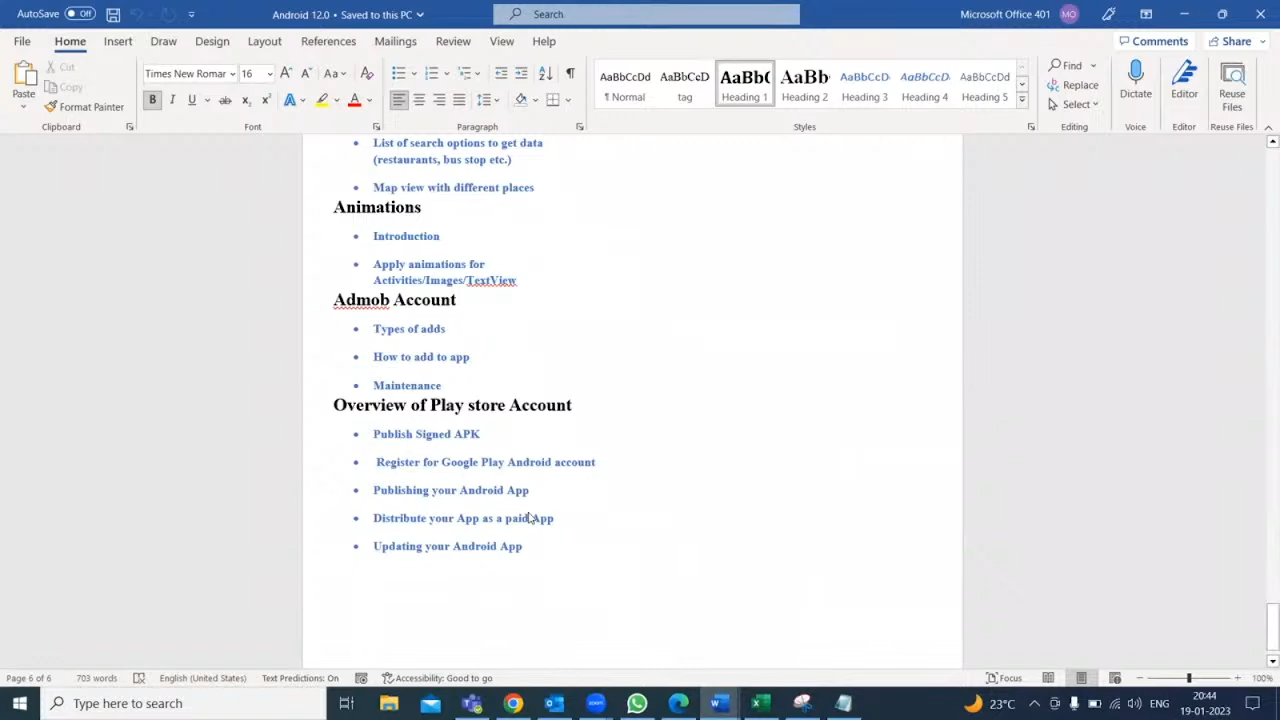 AutoSave Off Android 12.0 • Saved to this PC Search Microsoft Office 401 MO
File Home Insert Draw Design Layout References Mailings Review View Help Comments Share
Paste Cut Copy Format Painter
Times New Romar 16 Aa
AaBbCcDd AaBbCcD AaBbC AaBb AaBbCcD AaBbCcD AaBbCcDd
¶ Normal tag Heading 1 Heading 2 Heading 3 Heading 4 Heading 5
Find Replace Select Dictate Editor Reuse Files
Clipboard Font Paragraph Styles Editing Voice Editor Reuse Files
List of search options to get data
(restaurants, bus stop etc.)
Map view with different places
Animations
Introduction
Apply animations for
Activities/Images/TextView
Admob Account
Types of adds
How to add to app
Maintenance
Overview of Play store Account
Publish Signed APK
Register for Google Play Android account
Publishing your Android App
Distribute your App as a paid App
Updating your Android App
Page 6 of 6 703 words English (United States) Text Predictions: On Accessibility: Good to go Focus 100%
Type here to search zoom 23°C ENG 20:44
19-01-2023